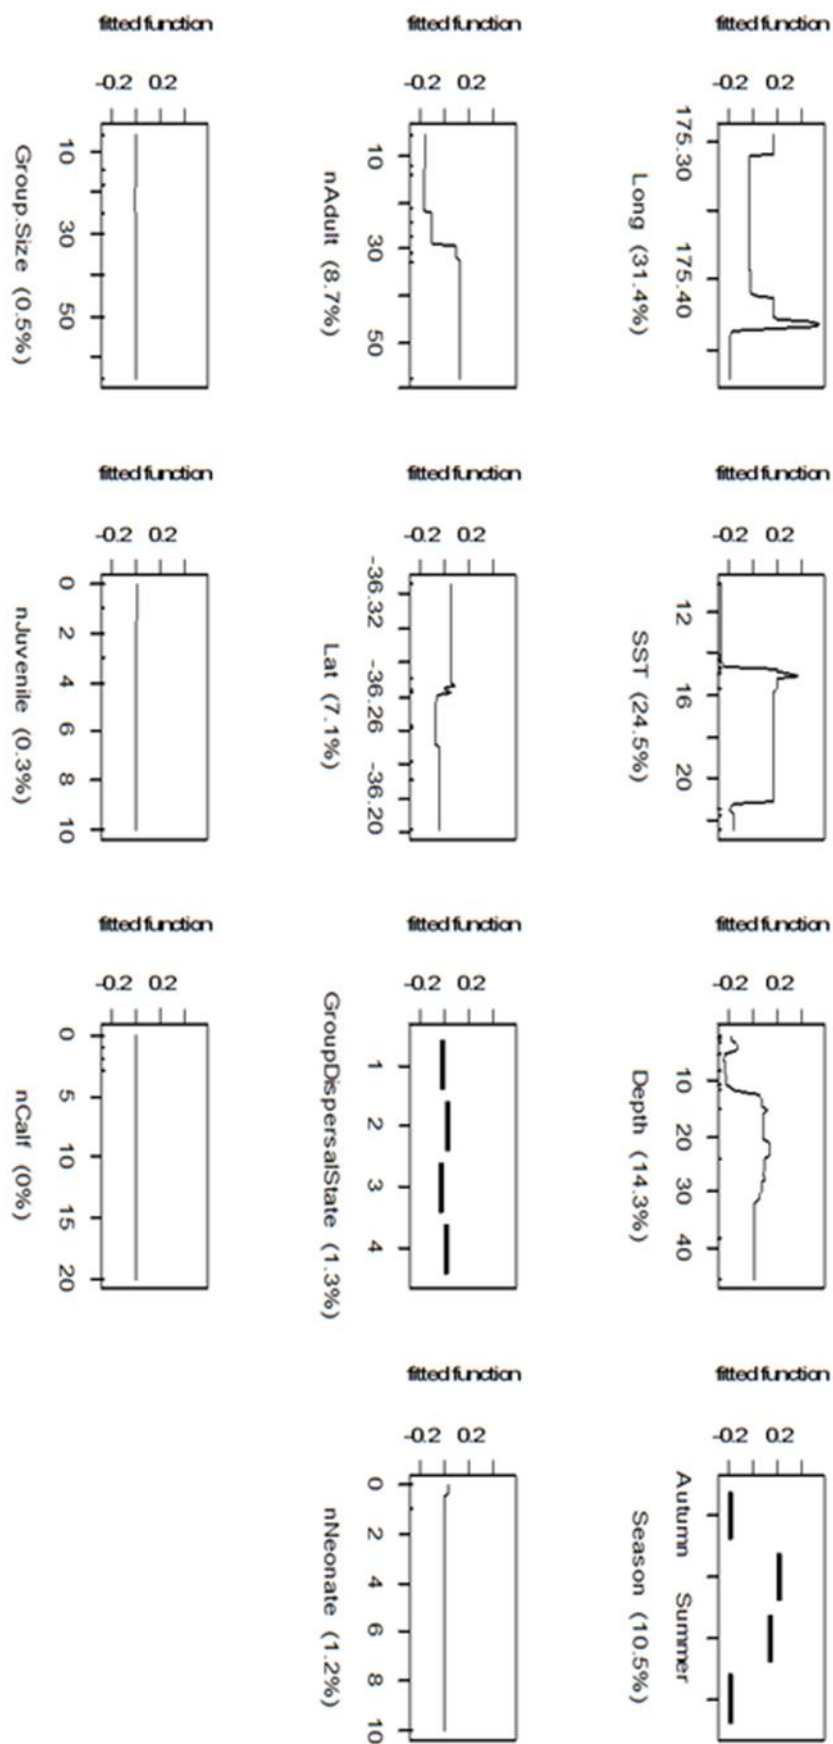 fitted function
-0.2 0.2
175.30 175.40
Long (31.4%)
fitted function
-0.2 0.2
12 16 20
SST (24.5%)
fitted function
-0.2 0.2
10 20 30 40
Depth (14.3%)
fitted function
-0.2 0.2
Autumn Summer
Season (10.5%)
fitted function
-0.2 0.2
10 30 50
nAdult (8.7%)
fitted function
-0.2 0.2
-36.32 -36.26 -36.20
Lat (7.1%)
fitted function
-0.2 0.2
1 2 3 4
GroupDispersalState (1.3%)
fitted function
-0.2 0.2
0 2 4 6 8 10
nNeonate (1.2%)
fitted function
-0.2 0.2
10 30 50
Group.Size (0.5%)
fitted function
-0.2 0.2
0 2 4 6 8 10
nJuvenile (0.3%)
fitted function
-0.2 0.2
0 5 10 15 20
nCalf (0%)